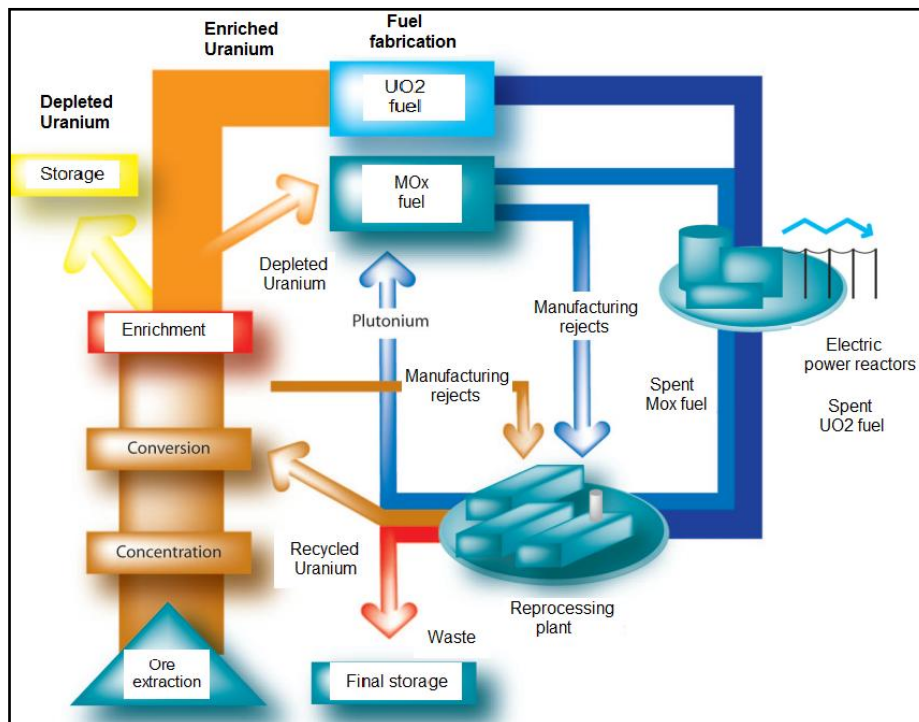 Enriched
Uranium
Fuel
fabrication
Depleted
Uranium
UO2
fuel
Storage
MOx
fuel
Depleted
Uranium
Plutonium
Manufacturing
rejects
Enrichment
Manufacturing
rejects
Electric
power reactors
Spent
Mox fuel
Spent
UO2 fuel
Conversion
Concentration
Recycled
Uranium
Reprocessing
plant
Waste
Ore
extraction
Final storage